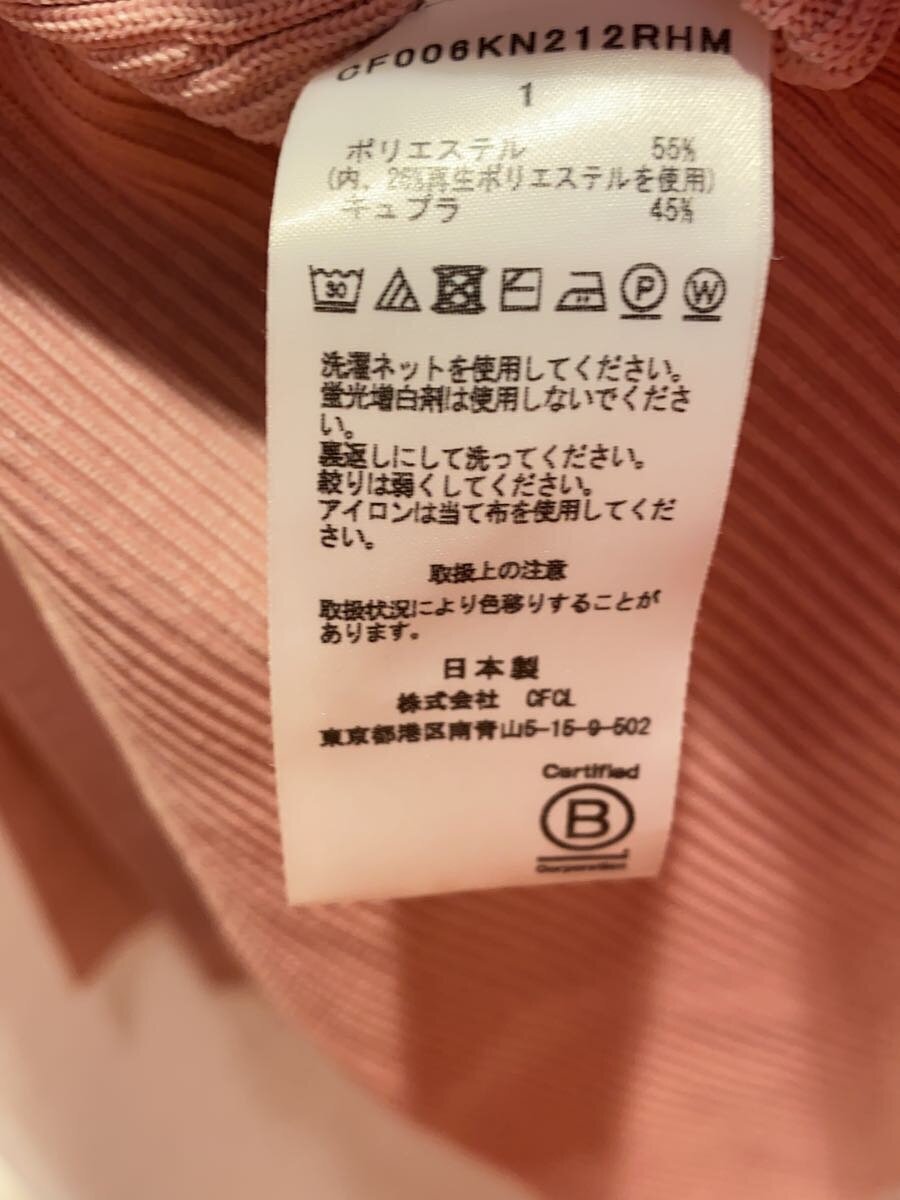 CF006KN212RHM
1
ポリエステル 55%
(内、26%再生ポリエステルを使用)
キュプラ 45%
30 P W
洗濯ネットを使用してください。
蛍光増白剤は使用しないでくださ
い。
裏返しにして洗ってください。
絞りは弱くしてください。
アイロンは当て布を使用してくだ
さい。
取扱上の注意
取扱状況により色移りすることが
あります。
日本製
株式会社 CFCL
東京都港区南青山5-15-9-502
Certified
B
Corporation